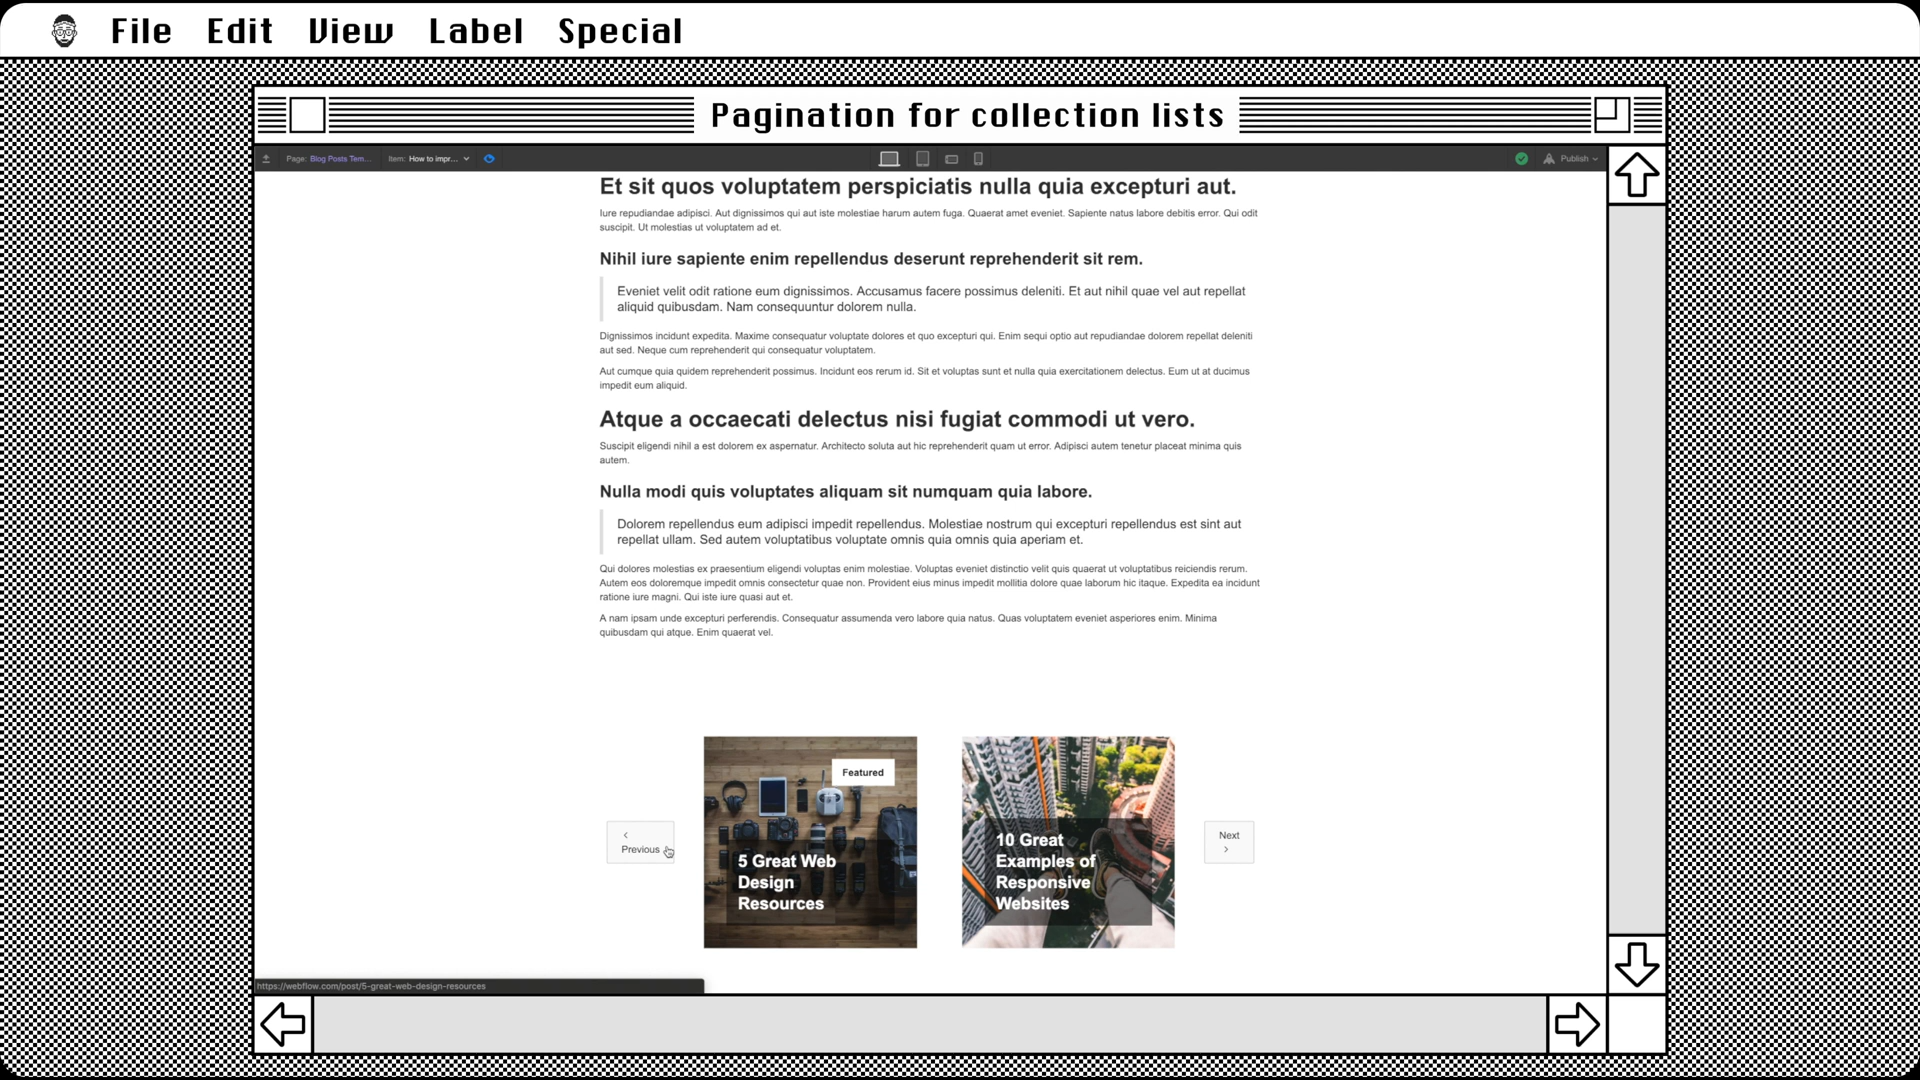 File Edit View Label Special
Pagination for collection lists
Page: Blog Posts Tem... Item: How to impr... Publish
Et sit quos voluptatem perspiciatis nulla quia excepturi aut.
Iure repudiandae adipisci. Aut dignissimos qui aut iste molestiae harum autem fuga. Quaerat amet eveniet. Sapiente natus labore debitis error. Qui odit
suscipit. Ut molestias ut voluptatem ad et.
Nihil iure sapiente enim repellendus deserunt reprehenderit sit rem.
Eveniet velit odit ratione eum dignissimos. Accusamus facere possimus deleniti. Et aut nihil quae vel aut repellat
aliquid quibusdam. Nam consequuntur dolorem nulla.
Dignissimos incidunt expedita. Maxime consequatur voluptate dolores et quo excepturi qui. Enim sequi optio aut repudiandae dolorem repellat deleniti
aut sed. Neque cum reprehenderit qui consequatur voluptatem.
Aut cumque quia quidem reprehenderit possimus. Incidunt eos rerum id. Sit et voluptas sunt et nulla quia exercitationem delectus. Eum ut at ducimus
impedit eum aliquid.
Atque a occaecati delectus nisi fugiat commodi ut vero.
Suscipit eligendi nihil a est dolorem ex aspernatur. Architecto soluta aut hic reprehenderit quam ut error. Adipisci autem tenetur placeat minima quis
autem.
Nulla modi quis voluptates aliquam sit numquam quia labore.
Dolorem repellendus eum adipisci impedit repellendus. Molestiae nostrum qui excepturi repellendus est sint aut
repellat ullam. Sed autem voluptatibus voluptate omnis quia omnis quia aperiam et.
Qui dolores molestias ex praesentium eligendi voluptas enim molestiae. Voluptas eveniet distinctio velit quis quaerat ut voluptatibus reiciendis rerum.
Autem eos doloremque impedit omnis consectetur quae non. Provident eius minus impedit mollitia dolore quae laborum hic itaque. Expedita ea incidunt
ratione iure magni. Qui iste iure quasi aut et.
A nam ipsam unde excepturi perferendis. Consequatur assumenda vero labore quia natus. Quas voluptatem eveniet asperiores enim. Minima
quibusdam qui atque. Enim quaerat vel.
Previous
Featured
5 Great Web
Design
Resources
10 Great
Examples of
Responsive
Websites
Next
https://webflow.com/post/5-great-web-design-resources